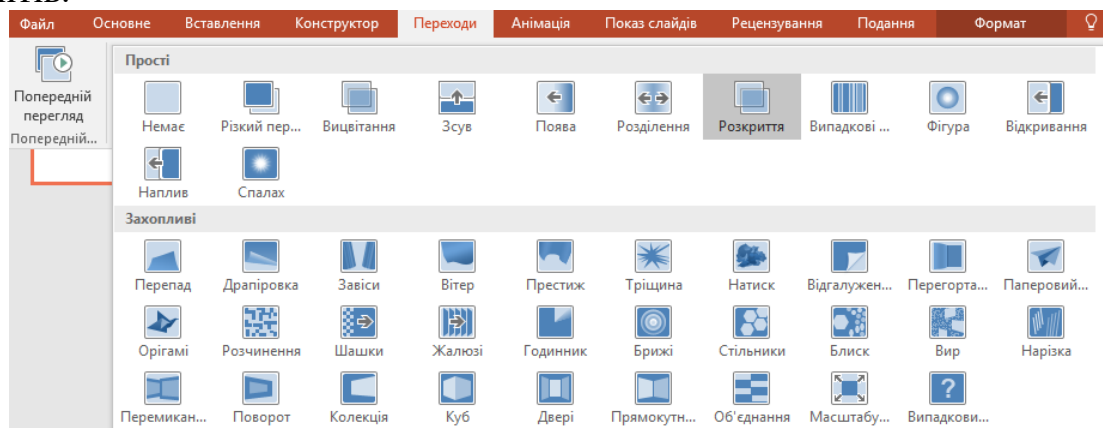 Файл Основне Вставлення Конструктор Переходи Анімація Показ слайдів Рецензування Подання Формат
Попередній перегляд
Попередній...
Прості
Немає Різкий пер... Вицвітання Зсув Поява Розділення Розкриття Випадкові ... Фігура Відкривання
Наплив Спалах
Захопливі
Перепад Драпіровка Завіси Вітер Престиж Тріщина Натиск Відгалужен... Перегорта... Паперовий...
Орігамі Розчинення Шашки Жалюзі Годинник Брижі Стільники Блиск Вир Нарізка
Перемикан... Поворот Колекція Куб Двері Прямокутн... Об'єднання Масштабу... Випадкови...